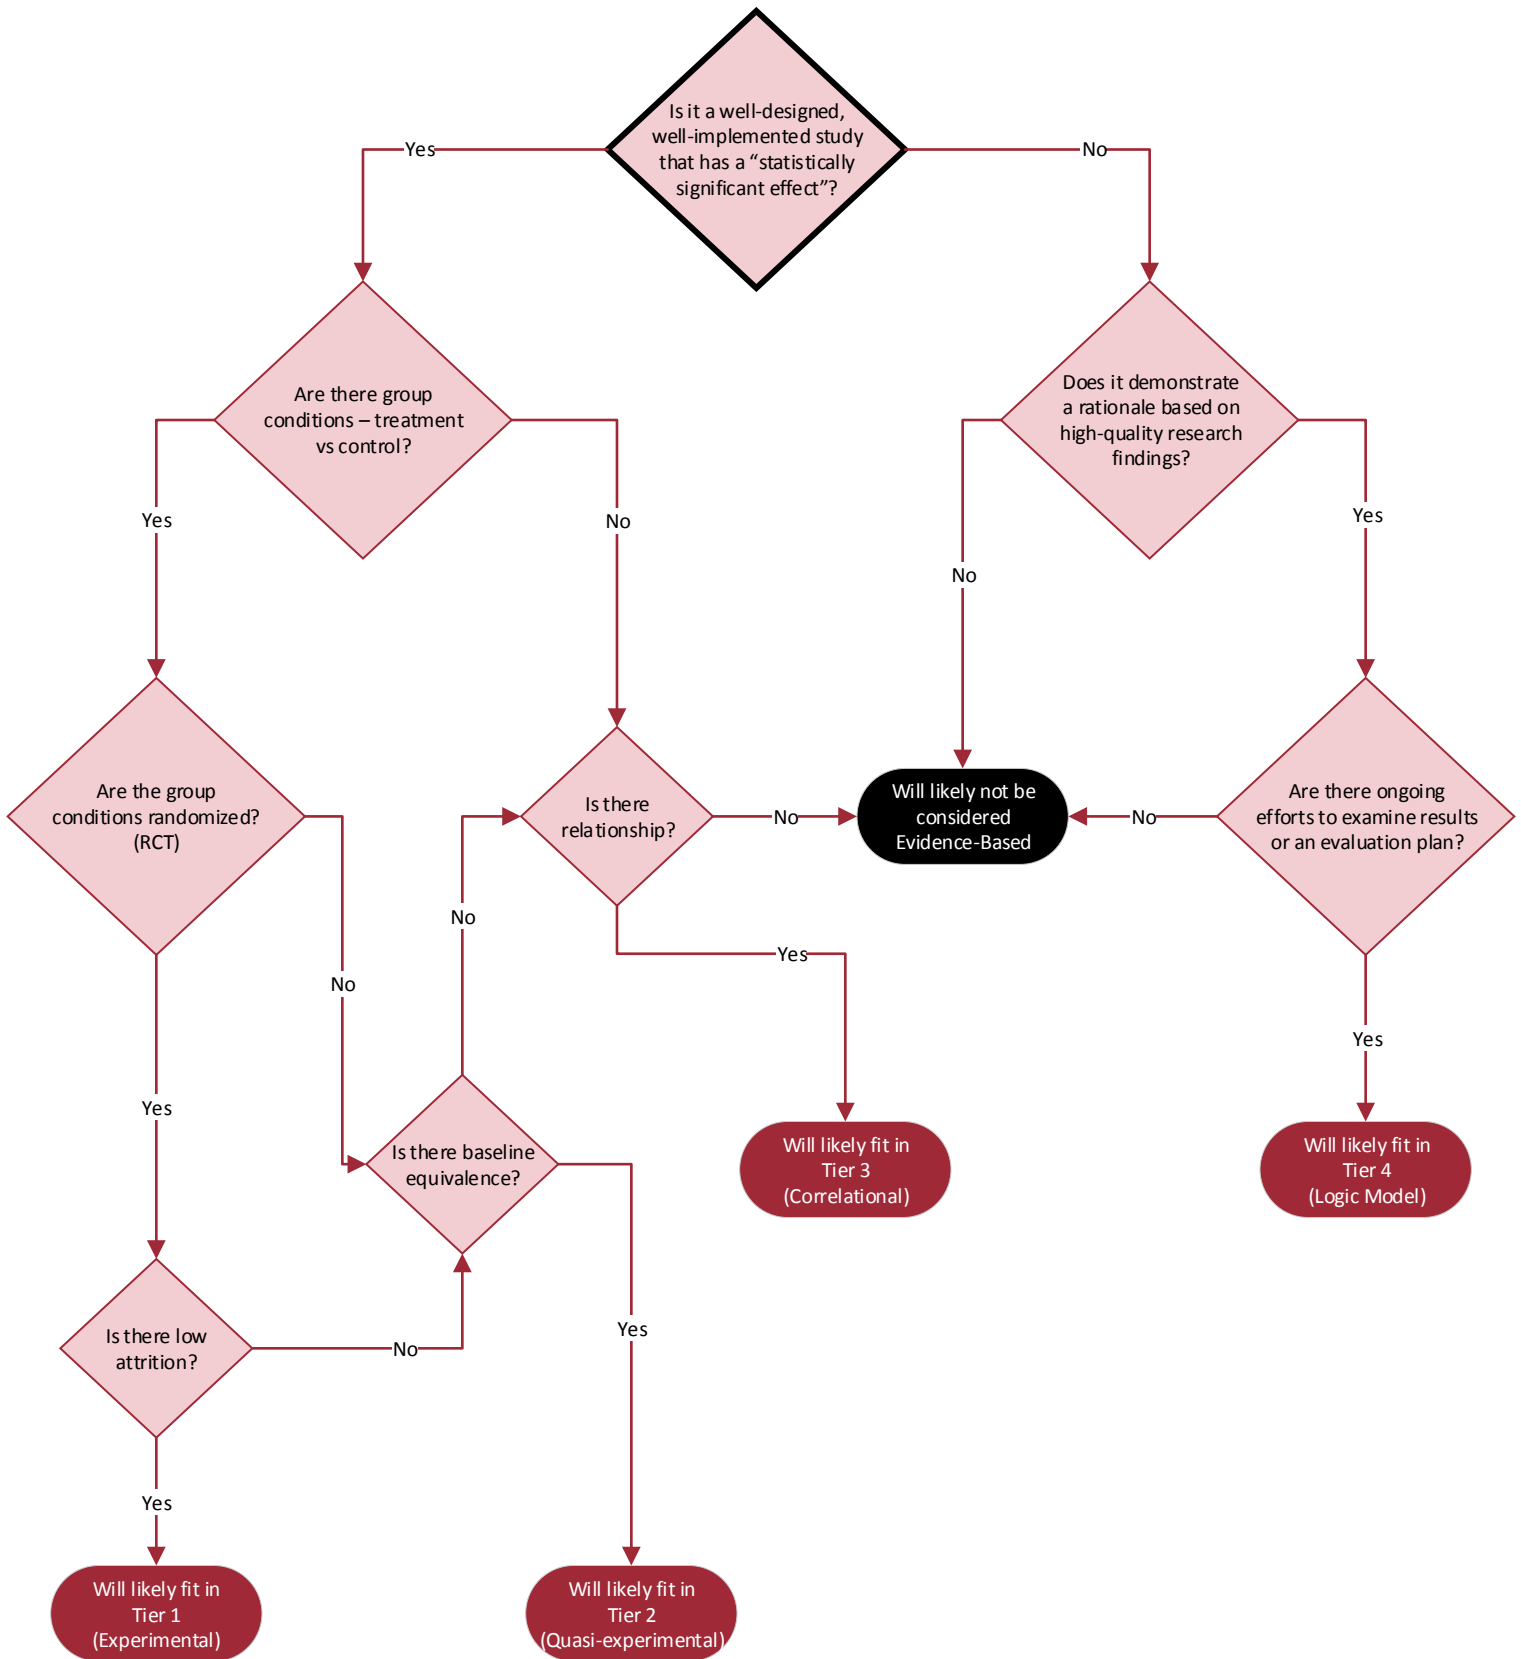 Is it a well-designed,
well-implemented study
that has a “statistically
significant effect”?
Yes
No
Are there group
conditions – treatment
vs control?
Does it demonstrate
a rationale based on
high-quality research
findings?
Yes
No
No
Yes
Are the group
conditions randomized?
(RCT)
Is there
relationship?
No
Will likely not be
considered
Evidence-Based
No
Are there ongoing
efforts to examine results
or an evaluation plan?
No
No
Yes
Yes
Yes
Is there baseline
equivalence?
Will likely fit in
Tier 3
(Correlational)
Will likely fit in
Tier 4
(Logic Model)
Is there low
attrition?
No
Yes
Yes
Will likely fit in
Tier 1
(Experimental)
Will likely fit in
Tier 2
(Quasi-experimental)